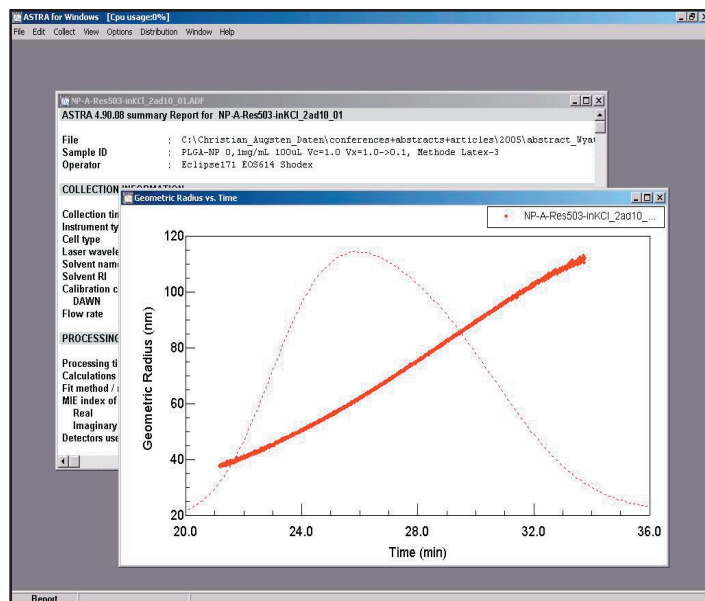 ASTRA for Windows [Cpu usage:0%]
File Edit Collect View Options Distribution Window Help
NP-A-Res503-inKCl_2ad10_01.ADF
ASTRA 4.90.08 summary Report for NP-A-Res503-inKCl_2ad10_01
File : C:\Christian_Augsten_Daten\conferences+abstracts+articles\2005\abstract_Wyat
Sample ID : PLGA-NP 0,1mg/mL 100uL Vc=1.0 Vx=1.0->0.1, Methode Latex-3
Operator : Eclipse171 EOS614 Shodex
COLLECTION INFORMATION
Collection tim
Instrument ty
Cell type
Laser wavele
Solvent name
Solvent RI
Calibration c
DAWN
Flow rate
PROCESSING
Processing ti
Calculations
Fit method /
MIE index of
Real
Imaginary
Detectors use
Geometric Radius vs. Time
NP-A-Res503-inKCl_2ad10_...
120
100
80
60
40
20
Geometric Radius (nm)
20.0 24.0 28.0 32.0 36.0
Time (min)
Report